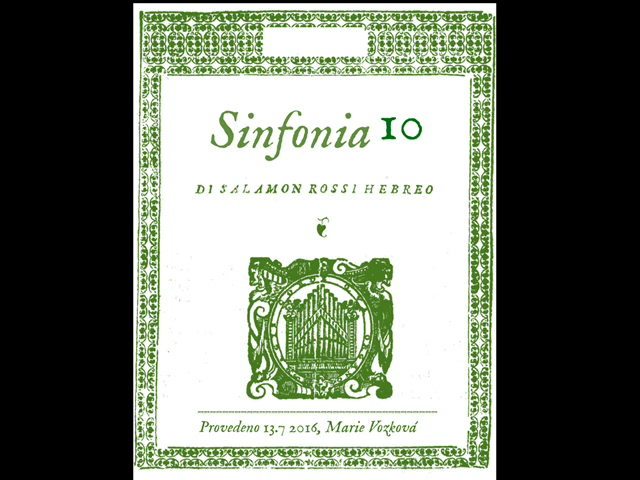 Sinfonia 10
DI SALAMON ROSSI HEBREO
Provedeno 13.7 2016, Marie Vozková